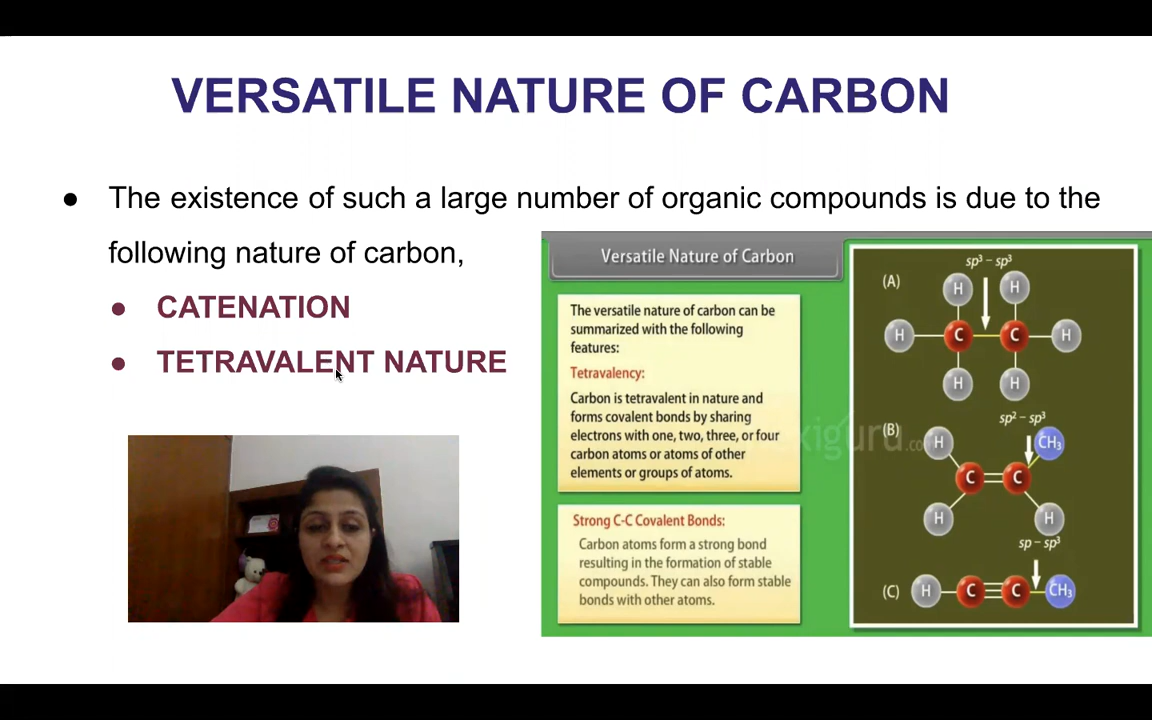 VERSATILE NATURE OF CARBON
● The existence of such a large number of organic compounds is due to the
following nature of carbon,
● CATENATION
● TETRAVALENT NATURE
Versatile Nature of Carbon
The versatile nature of carbon can be
summarized with the following
features:
Tetravalency:
Carbon is tetravalent in nature and
forms covalent bonds by sharing
electrons with one, two, three, or four
carbon atoms or atoms of other
elements or groups of atoms.
Strong C-C Covalent Bonds:
Carbon atoms form a strong bond
resulting in the formation of stable
compounds. They can also form stable
bonds with other atoms.
sp³ – sp³
(A)
H H
H C C H
H H
sp² – sp³
(B)
H CH₃
C C
H H
sp – sp³
(C) H C C CH₃